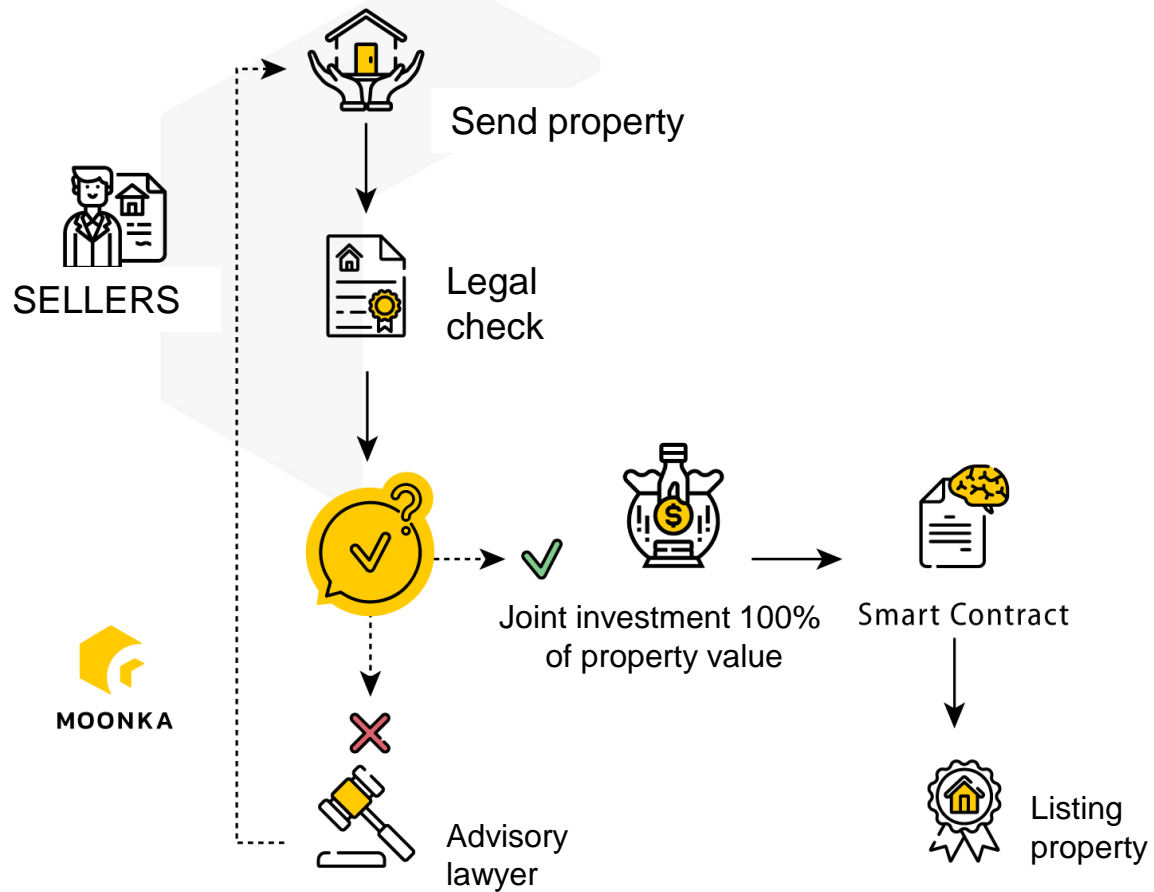 Send property
SELLERS
Legal
check
Joint investment 100%
of property value
Smart Contract
MOONKA
Advisory
lawyer
Listing
property